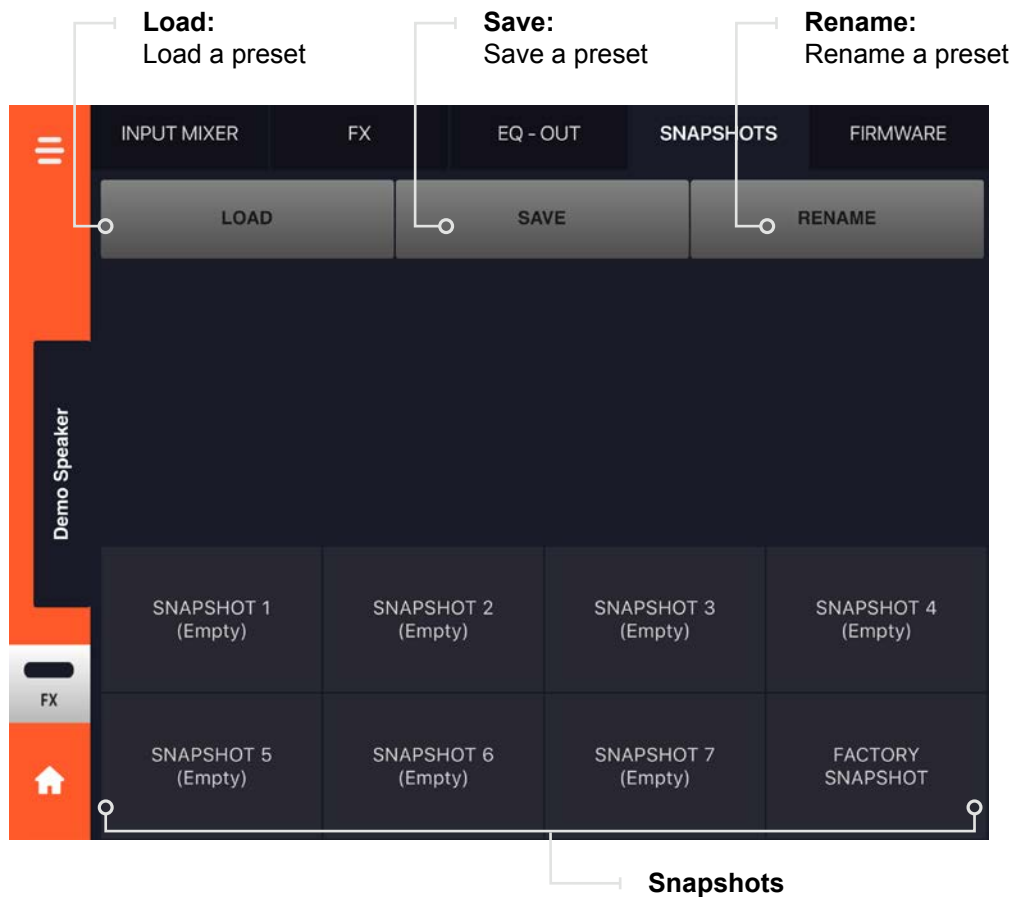 Load:
Load a preset
Save:
Save a preset
Rename:
Rename a preset
INPUT MIXER
FX
EQ - OUT
SNAPSHOTS
FIRMWARE
LOAD
SAVE
RENAME
Demo Speaker
SNAPSHOT 1
(Empty)
SNAPSHOT 2
(Empty)
SNAPSHOT 3
(Empty)
SNAPSHOT 4
(Empty)
FX
SNAPSHOT 5
(Empty)
SNAPSHOT 6
(Empty)
SNAPSHOT 7
(Empty)
FACTORY
SNAPSHOT
Snapshots